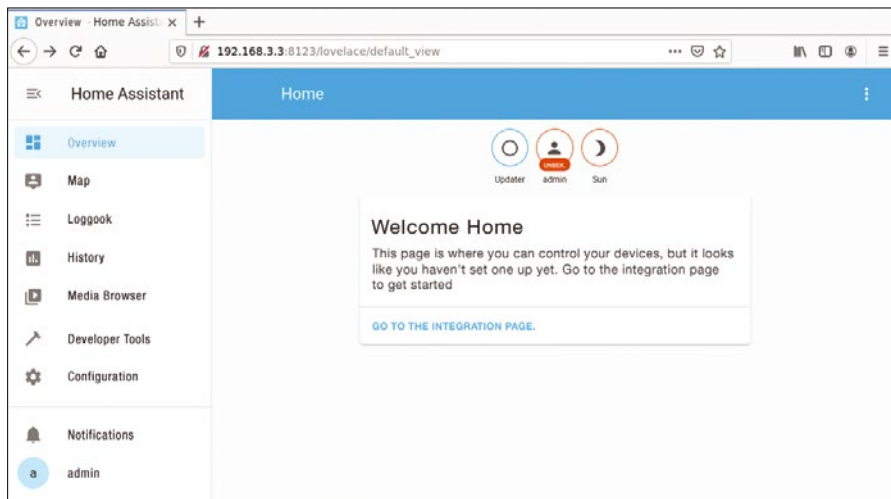 Overview - Home Assista
192.168.3.3:8123/lovelace/default_view
Home Assistant
Home
Overview
Map
Loggook
History
Media Browser
Developer Tools
Configuration
Notifications
a
admin
UNBEK.
Updater
admin
Sun
Welcome Home
This page is where you can control your devices, but it looks
like you haven't set one up yet. Go to the integration page
to get started
GO TO THE INTEGRATION PAGE.